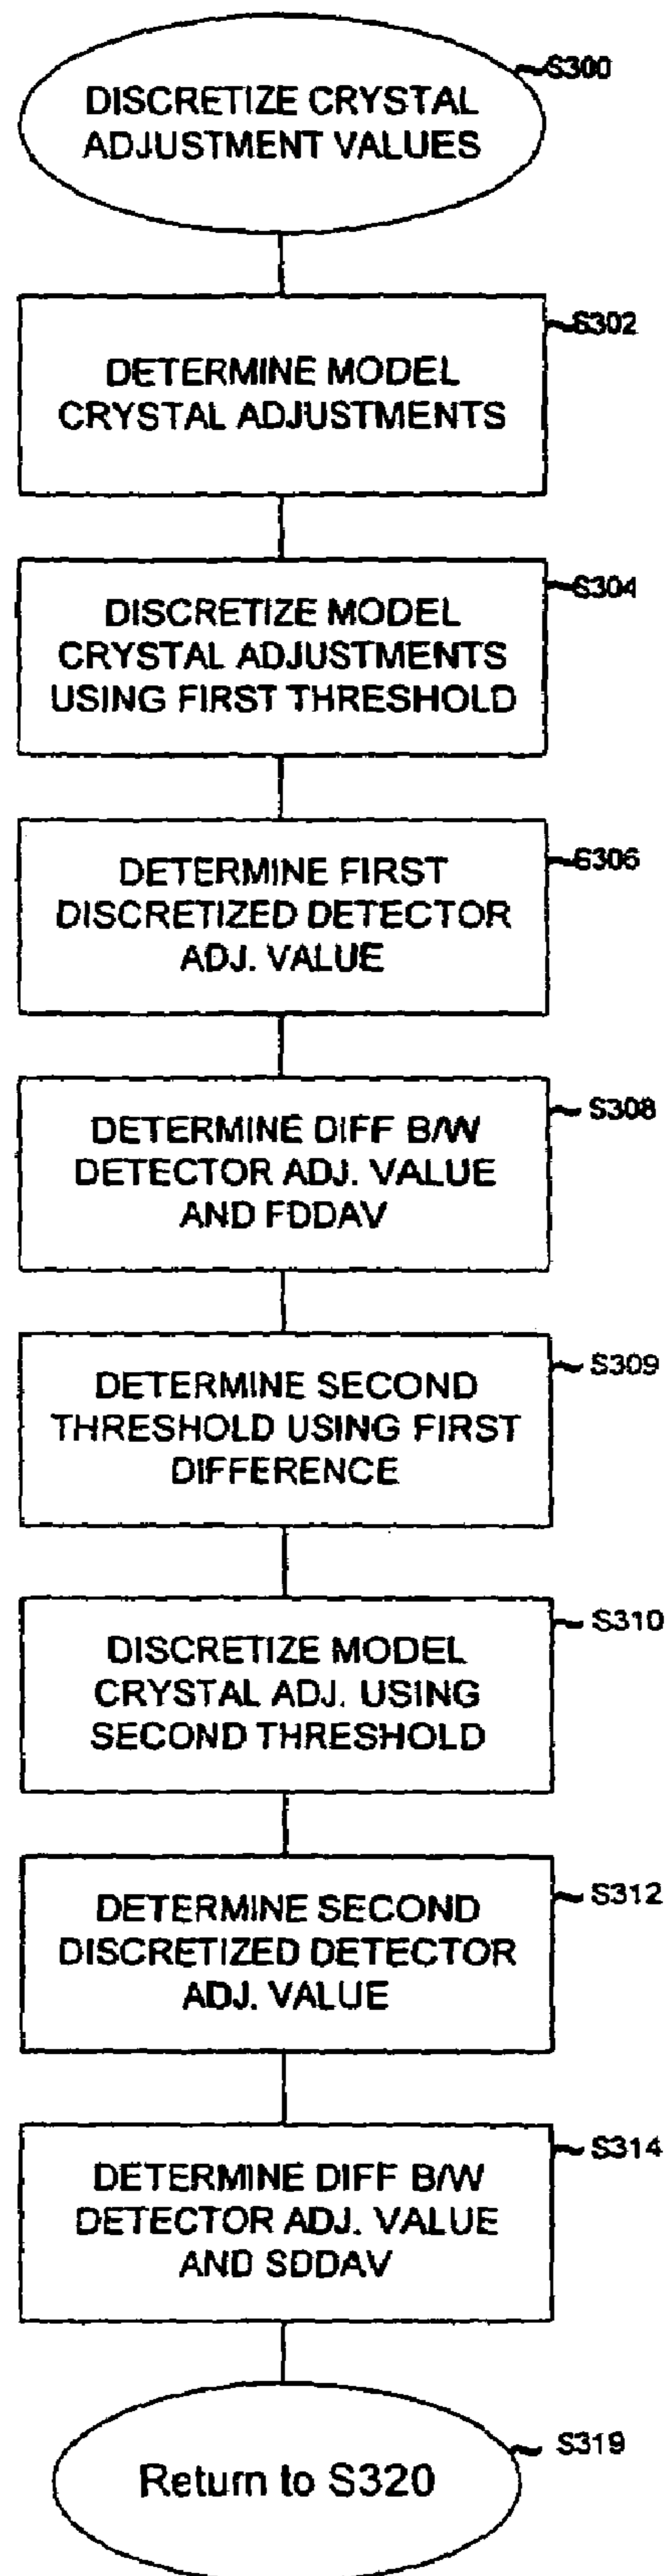 S300
DISCRETIZE CRYSTAL
ADJUSTMENT VALUES
S302
DETERMINE MODEL
CRYSTAL ADJUSTMENTS
S304
DISCRETIZE MODEL
CRYSTAL ADJUSTMENTS
USING FIRST THRESHOLD
S306
DETERMINE FIRST
DISCRETIZED DETECTOR
ADJ. VALUE
S308
DETERMINE DIFF B/W
DETECTOR ADJ. VALUE
AND FDDAV
S309
DETERMINE SECOND
THRESHOLD USING FIRST
DIFFERENCE
S310
DISCRETIZE MODEL
CRYSTAL ADJ. USING
SECOND THRESHOLD
S312
DETERMINE SECOND
DISCRETIZED DETECTOR
ADJ. VALUE
S314
DETERMINE DIFF B/W
DETECTOR ADJ. VALUE
AND SDDAV
S319
Return to S320